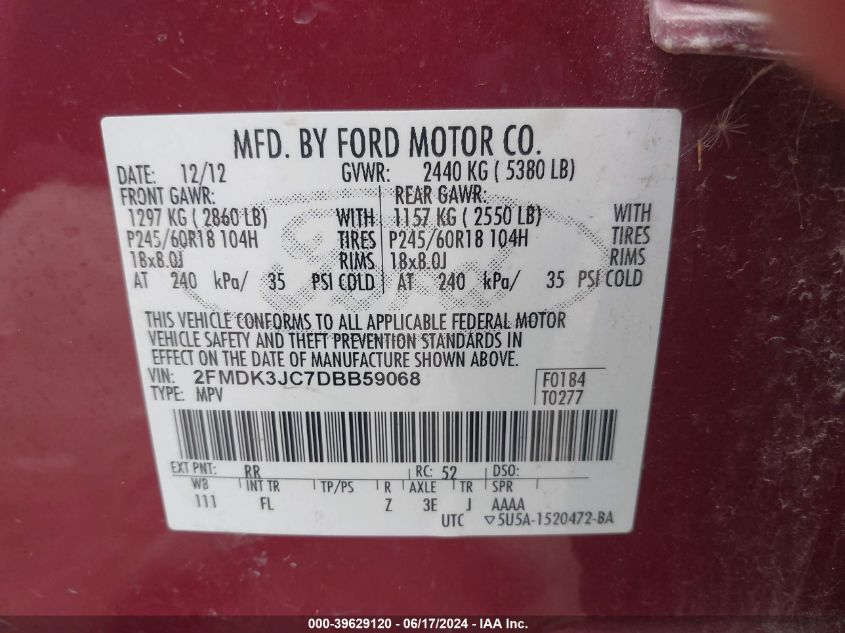 MFD. BY FORD MOTOR CO.
DATE: 12/12 GVWR: 2440 KG ( 5380 LB)
FRONT GAWR: REAR GAWR:
1297 KG ( 2860 LB) WITH 1157 KG ( 2550 LB) WITH
P245/60R18 104H TIRES P245/60R18 104H TIRES
18x8.0J RIMS 18x8.0J RIMS
AT 240 kPa/ 35 PSI COLD AT 240 kPa/ 35 PSI COLD
Ford
THIS VEHICLE CONFORMS TO ALL APPLICABLE FEDERAL MOTOR
VEHICLE SAFETY AND THEFT PREVENTION STANDARDS IN
EFFECT ON THE DATE OF MANUFACTURE SHOWN ABOVE.
VIN: 2FMDK3JC7DBB59068 F0184
TYPE: MPV T0277
EXT PNT: RR RC: 52 DSO:
WB INT TR TP/PS R AXLE TR SPR
111 FL Z 3E J AAAA
UTC ▽5U5A-1520472-BA
000-39629120 - 06/17/2024 - IAA Inc.